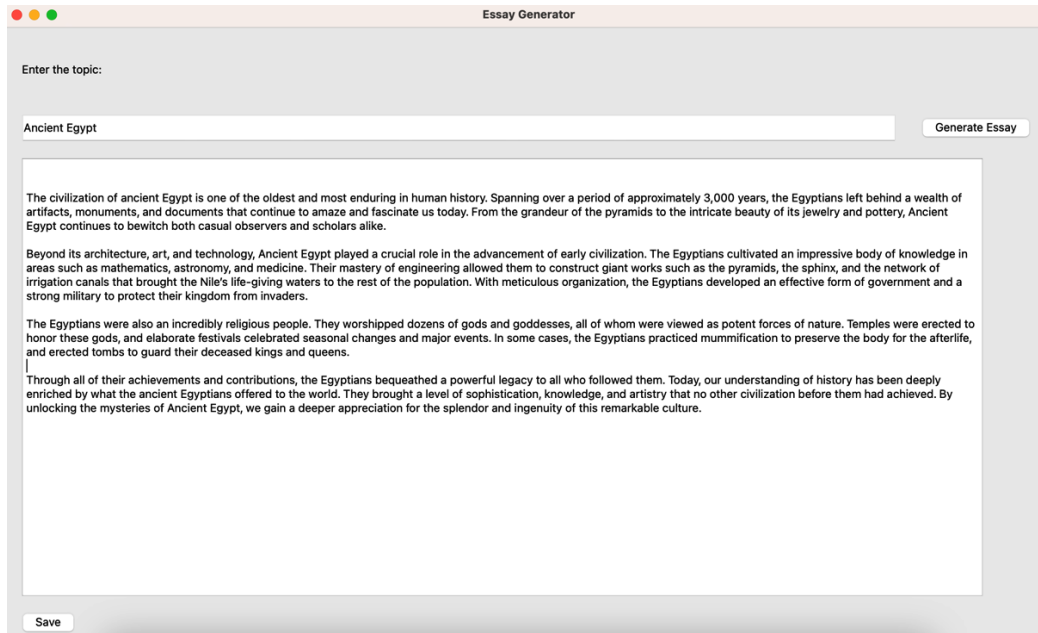 Essay Generator
Enter the topic:
Ancient Egypt
Generate Essay
The civilization of ancient Egypt is one of the oldest and most enduring in human history. Spanning over a period of approximately 3,000 years, the Egyptians left behind a wealth of
artifacts, monuments, and documents that continue to amaze and fascinate us today. From the grandeur of the pyramids to the intricate beauty of its jewelry and pottery, Ancient
Egypt continues to bewitch both casual observers and scholars alike.
Beyond its architecture, art, and technology, Ancient Egypt played a crucial role in the advancement of early civilization. The Egyptians cultivated an impressive body of knowledge in
areas such as mathematics, astronomy, and medicine. Their mastery of engineering allowed them to construct giant works such as the pyramids, the sphinx, and the network of
irrigation canals that brought the Nile's life-giving waters to the rest of the population. With meticulous organization, the Egyptians developed an effective form of government and a
strong military to protect their kingdom from invaders.
The Egyptians were also an incredibly religious people. They worshipped dozens of gods and goddesses, all of whom were viewed as potent forces of nature. Temples were erected to
honor these gods, and elaborate festivals celebrated seasonal changes and major events. In some cases, the Egyptians practiced mummification to preserve the body for the afterlife,
and erected tombs to guard their deceased kings and queens.
Through all of their achievements and contributions, the Egyptians bequeathed a powerful legacy to all who followed them. Today, our understanding of history has been deeply
enriched by what the ancient Egyptians offered to the world. They brought a level of sophistication, knowledge, and artistry that no other civilization before them had achieved. By
unlocking the mysteries of Ancient Egypt, we gain a deeper appreciation for the splendor and ingenuity of this remarkable culture.
Save